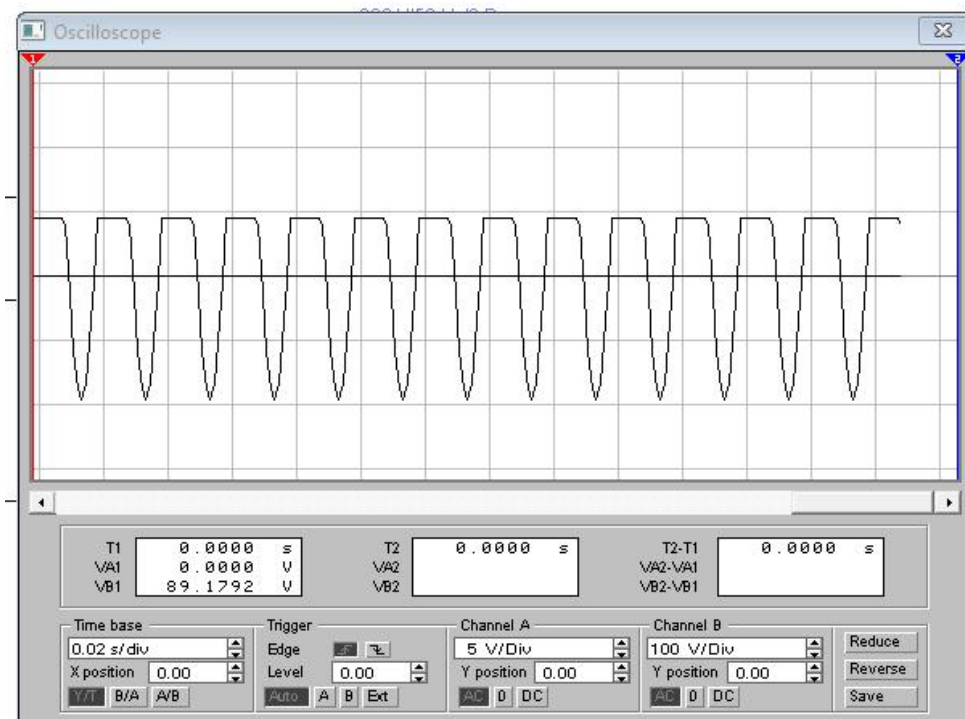 Oscilloscope
1 2
T1 0.0000 s T2 0.0000 s T2-T1 0.0000 s
VA1 0.0000 V VA2 VA2-VA1
VB1 89.1792 V VB2 VB2-VB1
Time base Trigger Channel A Channel B
0.02 s/div Edge 5 V/Div 100 V/Div Reduce
X position 0.00 Level 0.00 Y position 0.00 Y position 0.00 Reverse
Y/T B/A A/B Auto A B Ext AC 0 DC AC 0 DC Save